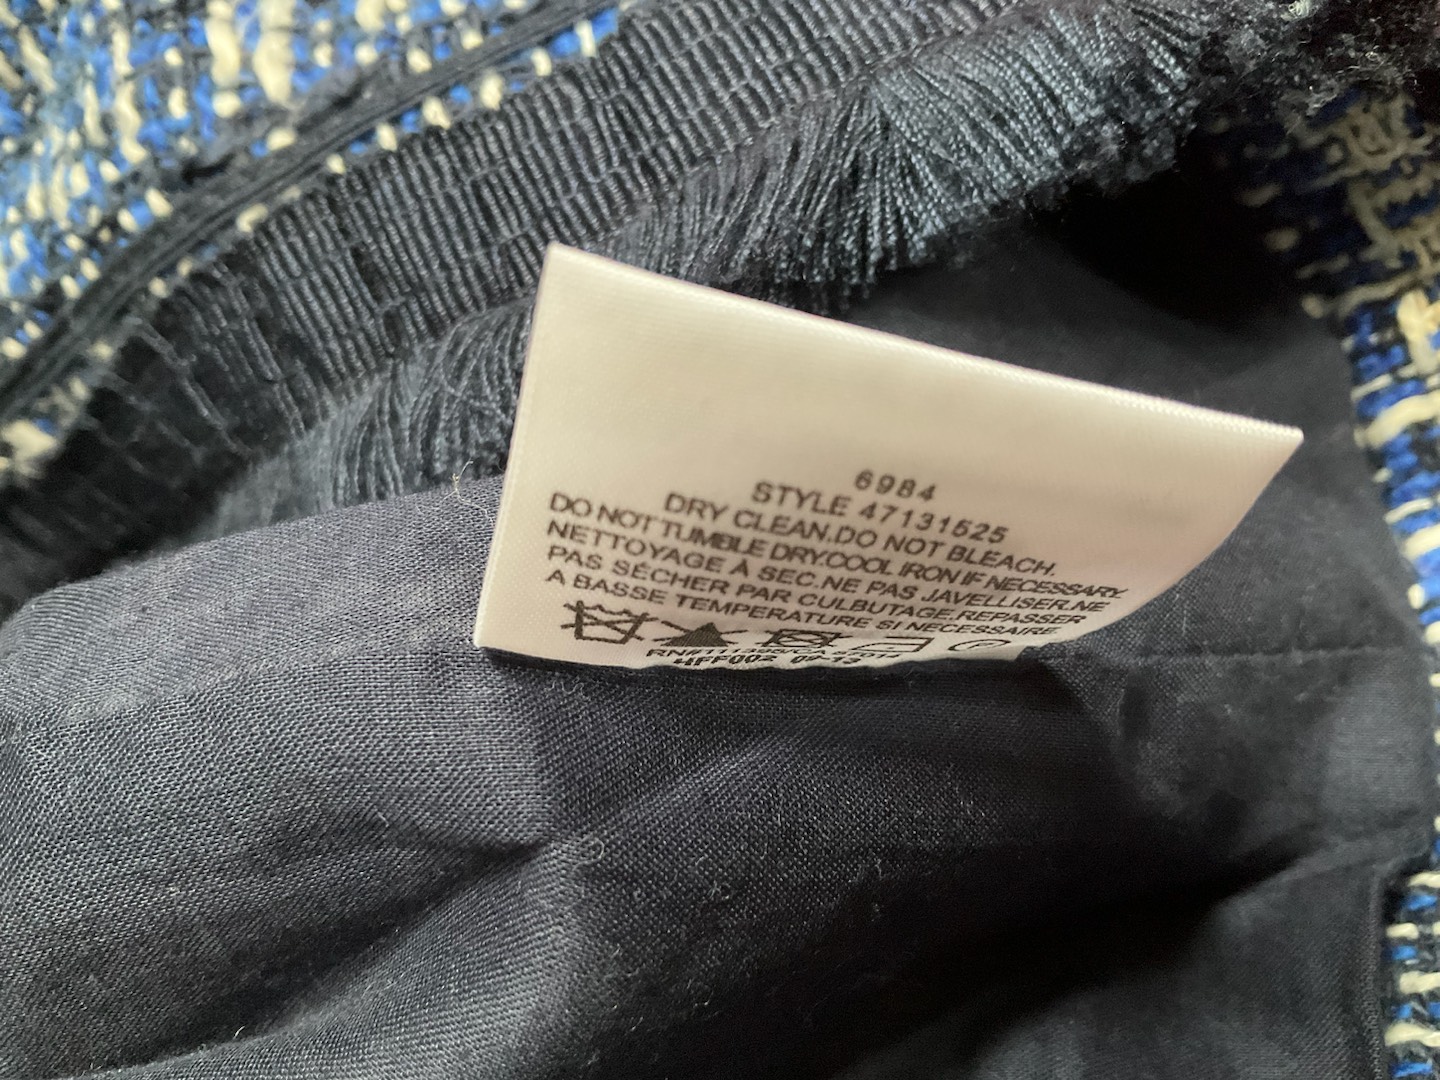 6984
STYLE 47131525
DRY CLEAN.DO NOT BLEACH.
DO NOT TUMBLE DRY.COOL IRON IF NECESSARY.
NETTOYAGE À SEC.NE PAS JAVELLISER.NE
PAS SÉCHER PAR CULBUTAGE.REPASSER
A BASSE TEMPERATURE SI NECESSAIRE.
P